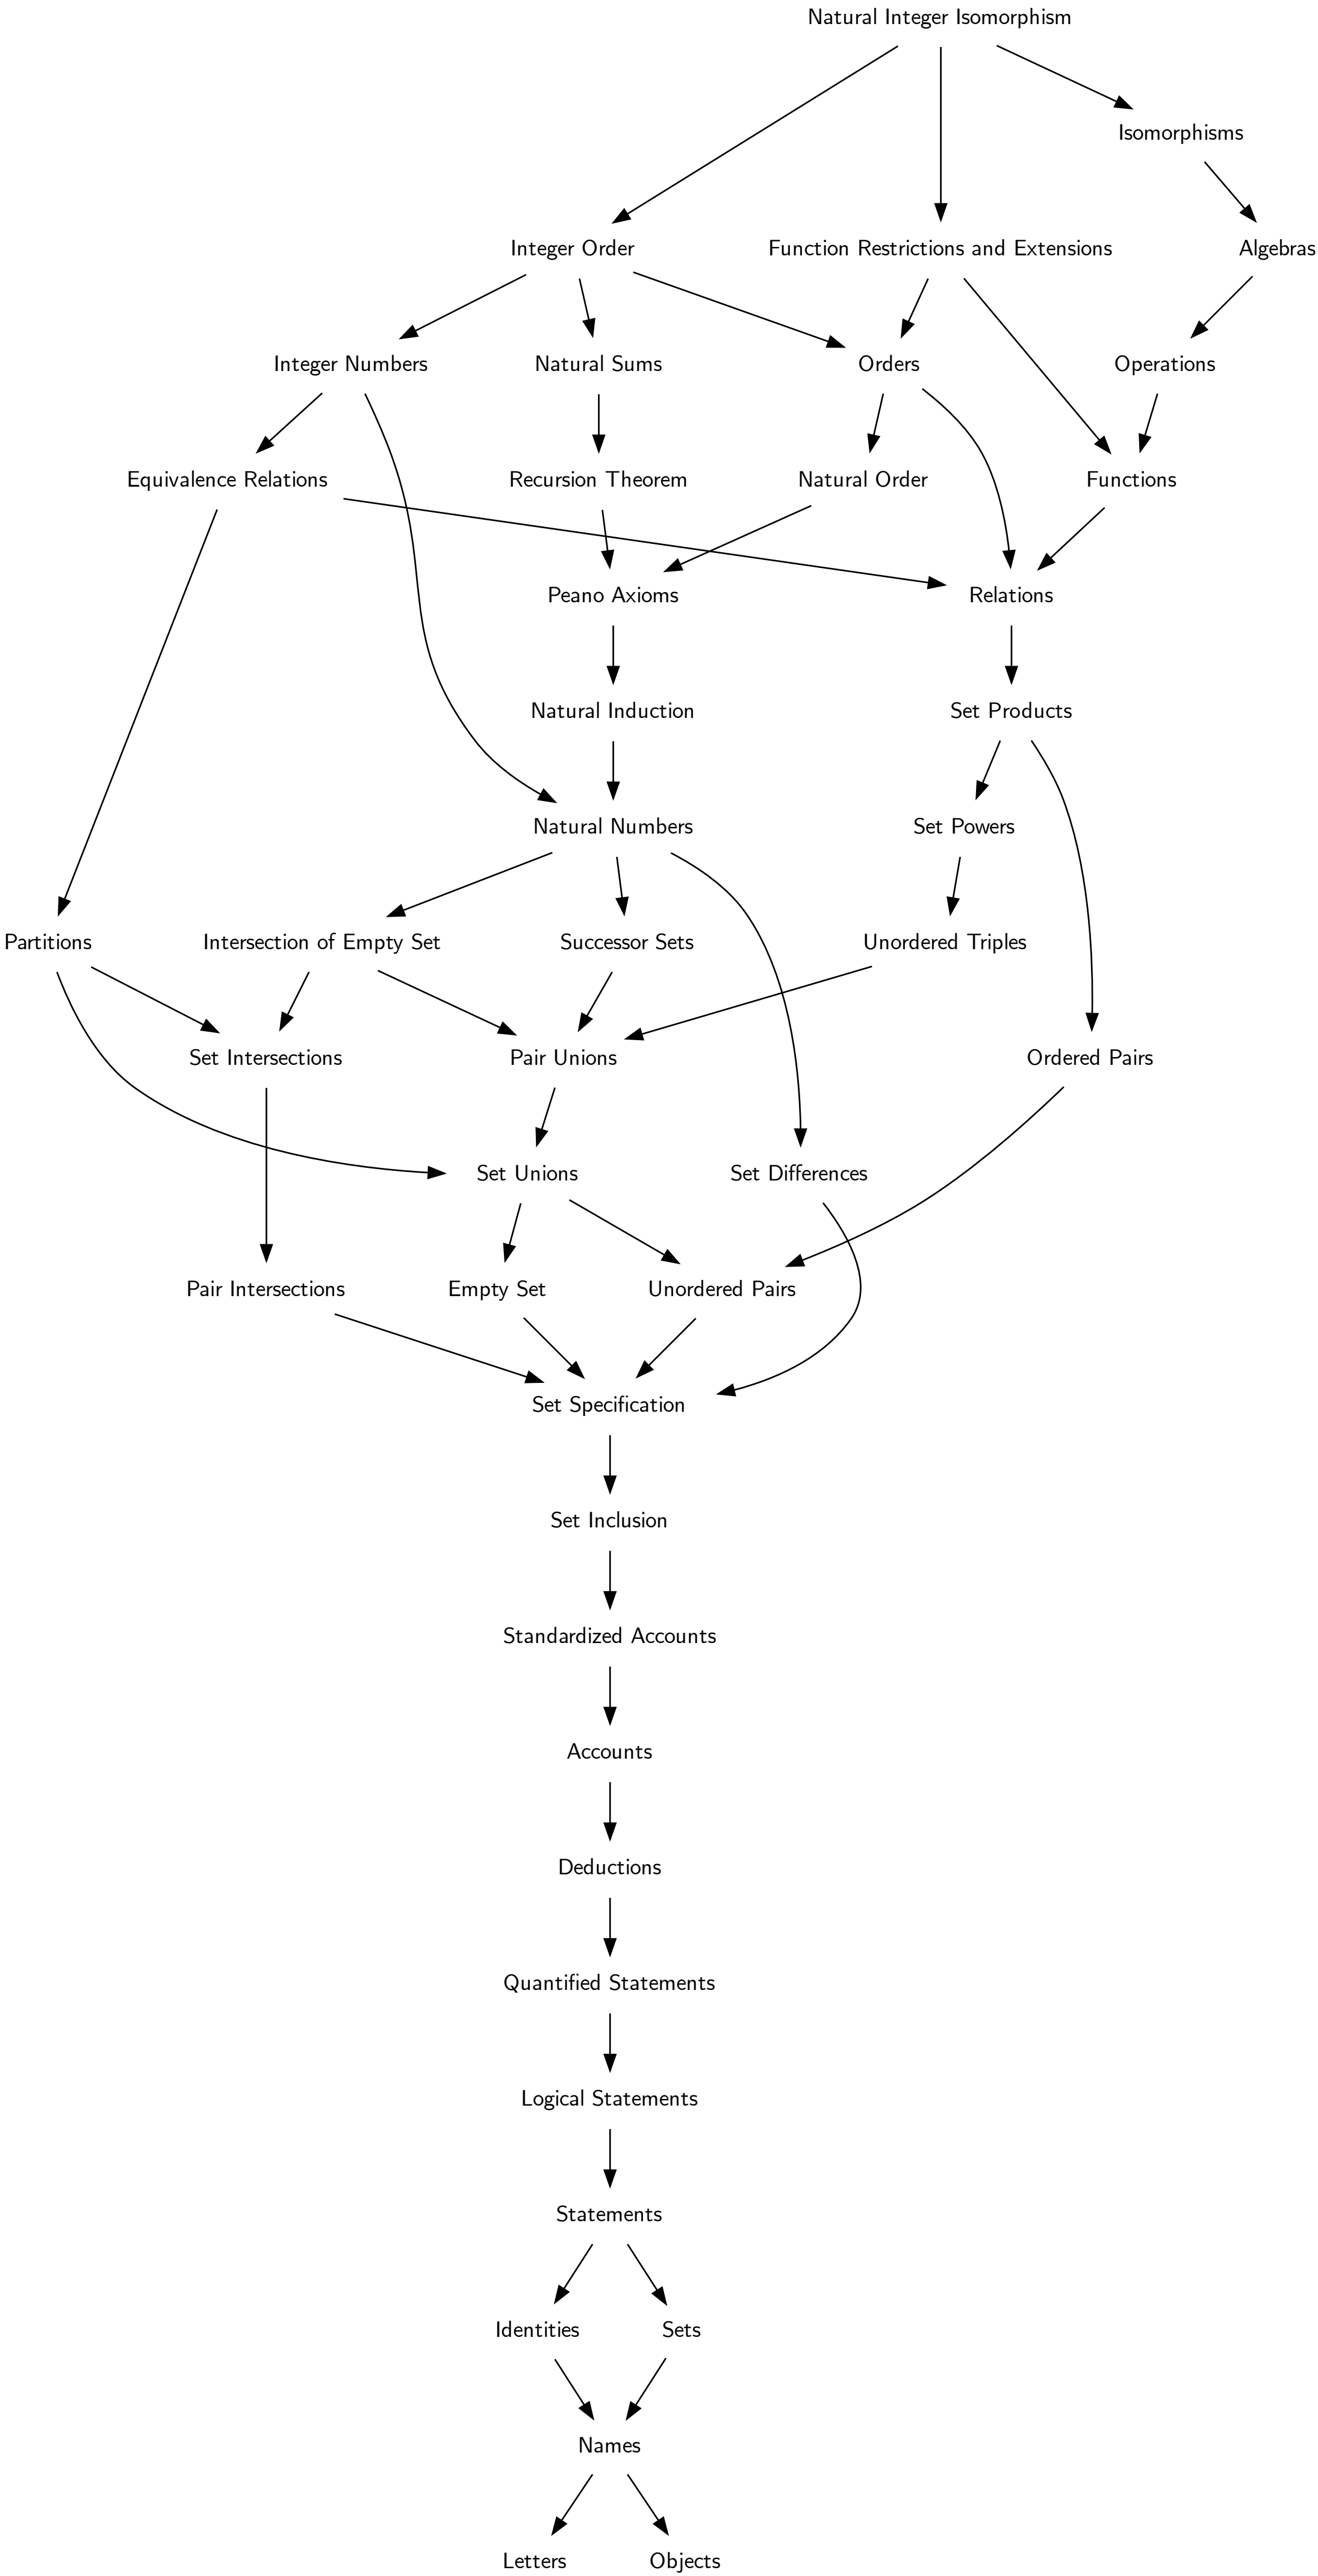 Natural Integer Isomorphism
Isomorphisms
Integer Order
Function Restrictions and Extensions
Algebras
Integer Numbers
Natural Sums
Orders
Operations
Equivalence Relations
Recursion Theorem
Natural Order
Functions
Peano Axioms
Relations
Natural Induction
Set Products
Natural Numbers
Set Powers
Partitions
Intersection of Empty Set
Successor Sets
Unordered Triples
Set Intersections
Pair Unions
Ordered Pairs
Set Unions
Set Differences
Pair Intersections
Empty Set
Unordered Pairs
Set Specification
Set Inclusion
Standardized Accounts
Accounts
Deductions
Quantified Statements
Logical Statements
Statements
Identities
Sets
Names
Letters
Objects